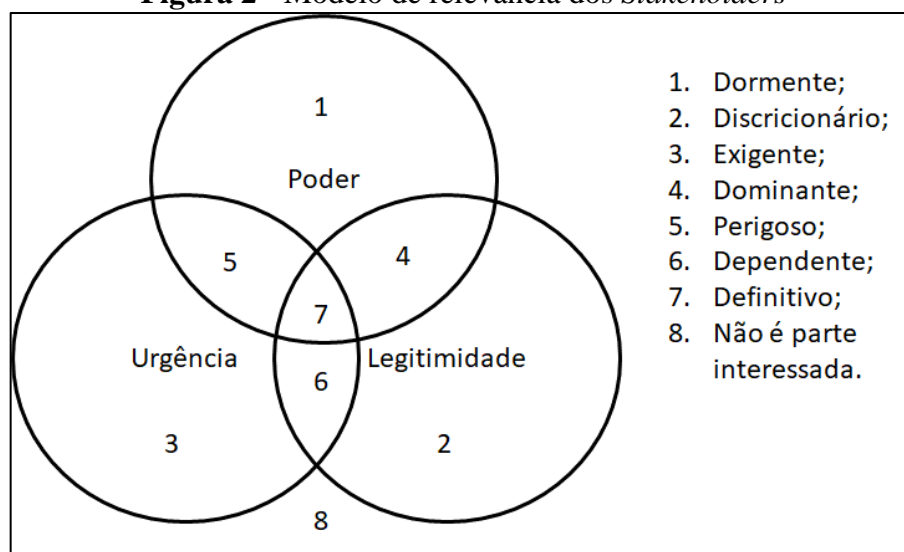 Figura 2 - Modelo de relevância dos Stakeholders
1
Poder
5
4
7
Urgência
Legitimidade
6
3
2
8
1. Dormente;
2. Discricionário;
3. Exigente;
4. Dominante;
5. Perigoso;
6. Dependente;
7. Definitivo;
8. Não é parte
interessada.